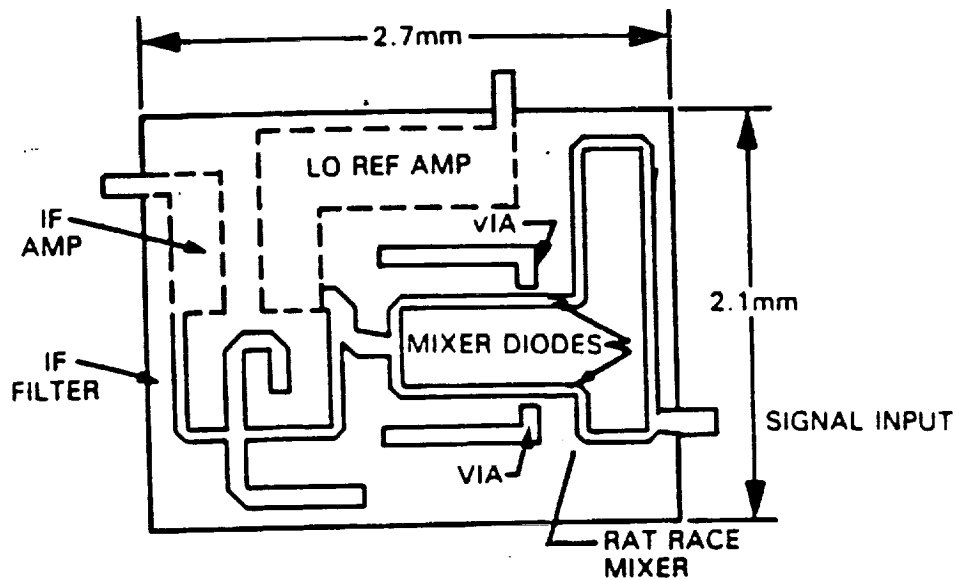 2.7mm
LO REF AMP
IF
AMP
vIA
2.1mm
MIXER DIODES
IF
FILTER
SIGNAL INPUT
VIA
RAT RACE
MIXER